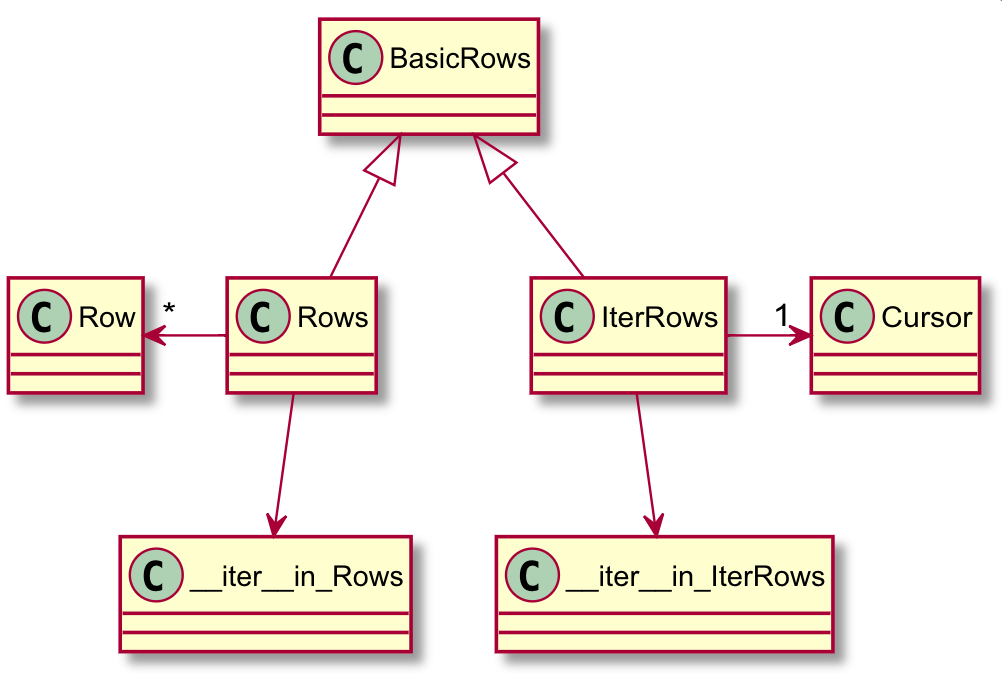 C BasicRows
C Row
*
C Rows
C IterRows
1
C Cursor
C __iter__in_Rows
C __iter__in_IterRows